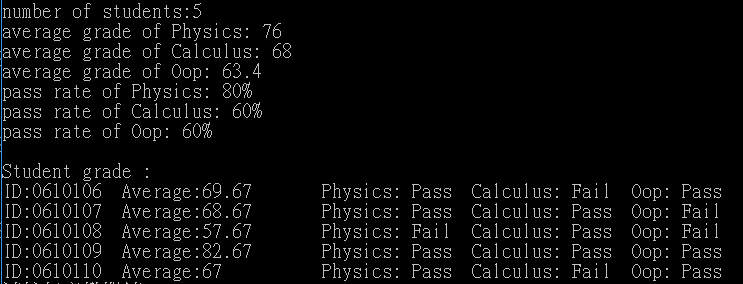 number of students:5
average grade of Physics: 76
average grade of Calculus: 68
average grade of Oop: 63.4
pass rate of Physics: 80%
pass rate of Calculus: 60%
pass rate of Oop: 60%
Student grade :
ID:0610106 Average:69.67 Physics: Pass Calculus: Fail Oop: Pass
ID:0610107 Average:68.67 Physics: Pass Calculus: Pass Oop: Fail
ID:0610108 Average:57.67 Physics: Fail Calculus: Pass Oop: Fail
ID:0610109 Average:82.67 Physics: Pass Calculus: Pass Oop: Pass
ID:0610110 Average:67 Physics: Pass Calculus: Fail Oop: Pass